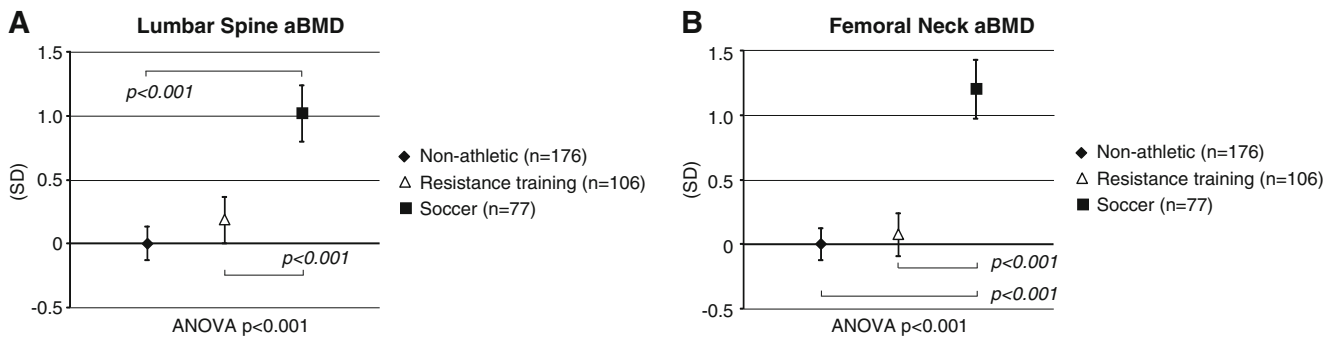 A
Lumbar Spine aBMD
1.5
1.0
0.5
0
-0.5
(SD)
p<0.001
p<0.001
ANOVA p<0.001
Non-athletic (n=176)
Resistance training (n=106)
Soccer (n=77)
B
Femoral Neck aBMD
1.5
1.0
0.5
0
-0.5
(SD)
p<0.001
p<0.001
ANOVA p<0.001
Non-athletic (n=176)
Resistance training (n=106)
Soccer (n=77)